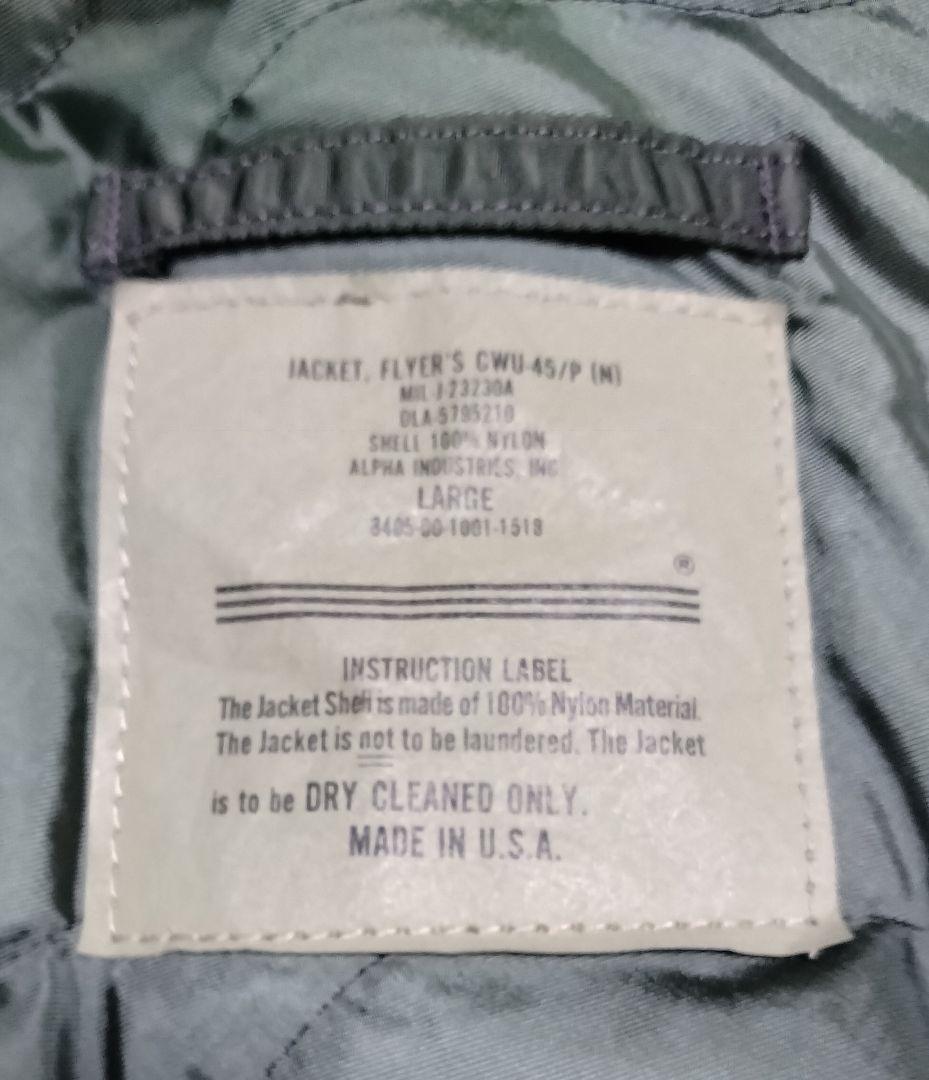 JACKET, FLYER'S CWU-45/P (N)
MIL-J-23230A
DLA-5795210
SHELL 100% NYLON
ALPHA INDUSTRIES, INC
LARGE
8405-00-1001-1518
®
INSTRUCTION LABEL
The Jacket Shell is made of 100% Nylon Material.
The Jacket is not to be laundered. The Jacket
is to be DRY CLEANED ONLY.
MADE IN U.S.A.